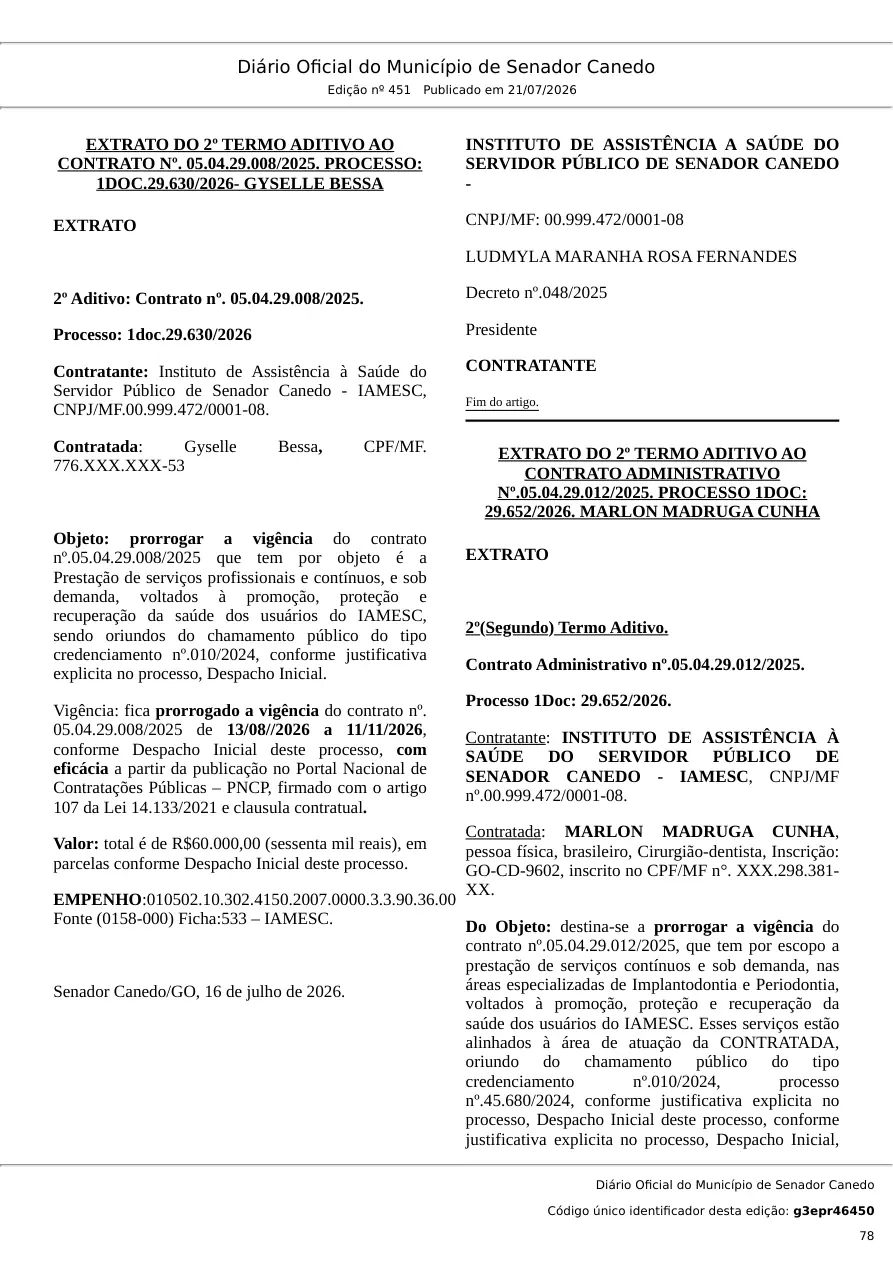 Diário Oficial do Município de Senador Canedo
Edição nº 451 Publicado em 21/07/2026
EXTRATO DO 2º TERMO ADITIVO AO
CONTRATO Nº. 05.04.29.008/2025. PROCESSO:
1DOC.29.630/2026- GYSELLE BESSA
EXTRATO
2º Aditivo: Contrato nº. 05.04.29.008/2025.
Processo: 1doc.29.630/2026
Contratante: Instituto de Assistência à Saúde do
Servidor Público de Senador Canedo - IAMESC,
CNPJ/MF.00.999.472/0001-08.
Contratada: Gyselle Bessa, CPF/MF.
776.XXX.XXX-53
Objeto: prorrogar a vigência do contrato
nº.05.04.29.008/2025 que tem por objeto é a
Prestação de serviços profissionais e contínuos, e sob
demanda, voltados à promoção, proteção e
recuperação da saúde dos usuários do IAMESC,
sendo oriundos do chamamento público do tipo
credenciamento nº.010/2024, conforme justificativa
explicita no processo, Despacho Inicial.
Vigência: fica prorrogado a vigência do contrato nº.
05.04.29.008/2025 de 13/08//2026 a 11/11/2026,
conforme Despacho Inicial deste processo, com
eficácia a partir da publicação no Portal Nacional de
Contratações Públicas – PNCP, firmado com o artigo
107 da Lei 14.133/2021 e clausula contratual.
Valor: total é de R$60.000,00 (sessenta mil reais), em
parcelas conforme Despacho Inicial deste processo.
EMPENHO:010502.10.302.4150.2007.0000.3.3.90.36.00
Fonte (0158-000) Ficha:533 – IAMESC.
Senador Canedo/GO, 16 de julho de 2026.
INSTITUTO DE ASSISTÊNCIA A SAÚDE DO
SERVIDOR PÚBLICO DE SENADOR CANEDO
-
CNPJ/MF: 00.999.472/0001-08
LUDMYLA MARANHA ROSA FERNANDES
Decreto nº.048/2025
Presidente
CONTRATANTE
Fim do artigo.
EXTRATO DO 2º TERMO ADITIVO AO
CONTRATO ADMINISTRATIVO
Nº.05.04.29.012/2025. PROCESSO 1DOC:
29.652/2026. MARLON MADRUGA CUNHA
EXTRATO
2º(Segundo) Termo Aditivo.
Contrato Administrativo nº.05.04.29.012/2025.
Processo 1Doc: 29.652/2026.
Contratante: INSTITUTO DE ASSISTÊNCIA À
SAÚDE DO SERVIDOR PÚBLICO DE
SENADOR CANEDO - IAMESC, CNPJ/MF
nº.00.999.472/0001-08.
Contratada: MARLON MADRUGA CUNHA,
pessoa física, brasileiro, Cirurgião-dentista, Inscrição:
GO-CD-9602, inscrito no CPF/MF n°. XXX.298.381-
XX.
Do Objeto: destina-se a prorrogar a vigência do
contrato nº.05.04.29.012/2025, que tem por escopo a
prestação de serviços contínuos e sob demanda, nas
áreas especializadas de Implantodontia e Periodontia,
voltados à promoção, proteção e recuperação da
saúde dos usuários do IAMESC. Esses serviços estão
alinhados à área de atuação da CONTRATADA,
oriundo do chamamento público do tipo
credenciamento nº.010/2024, processo
nº.45.680/2024, conforme justificativa explicita no
processo, Despacho Inicial deste processo, conforme
justificativa explicita no processo, Despacho Inicial,
Diário Oficial do Município de Senador Canedo
Código único identificador desta edição: g3epr46450
78